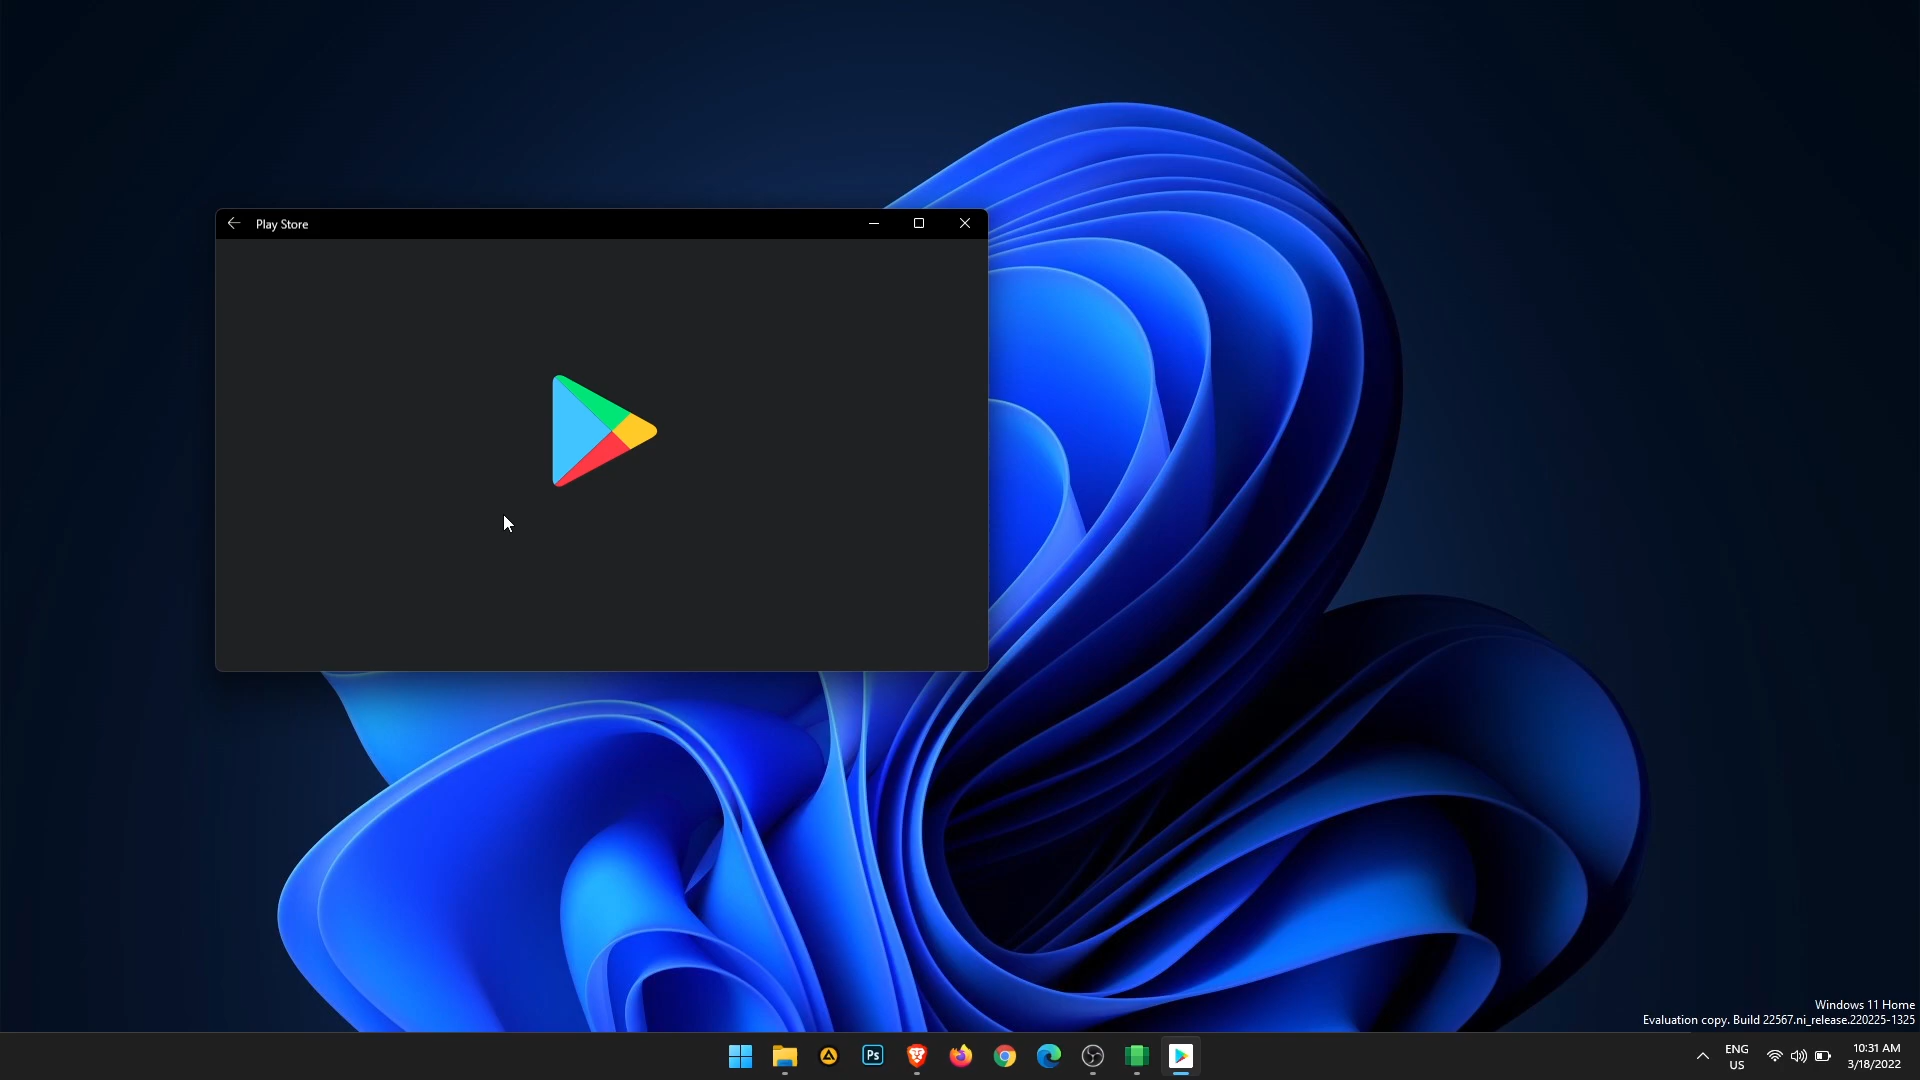 Play Store
Windows 11 Home
Evaluation copy. Build 22567.ni_release.220225-1325
Ps
ENG
US
10:31 AM
3/18/2022